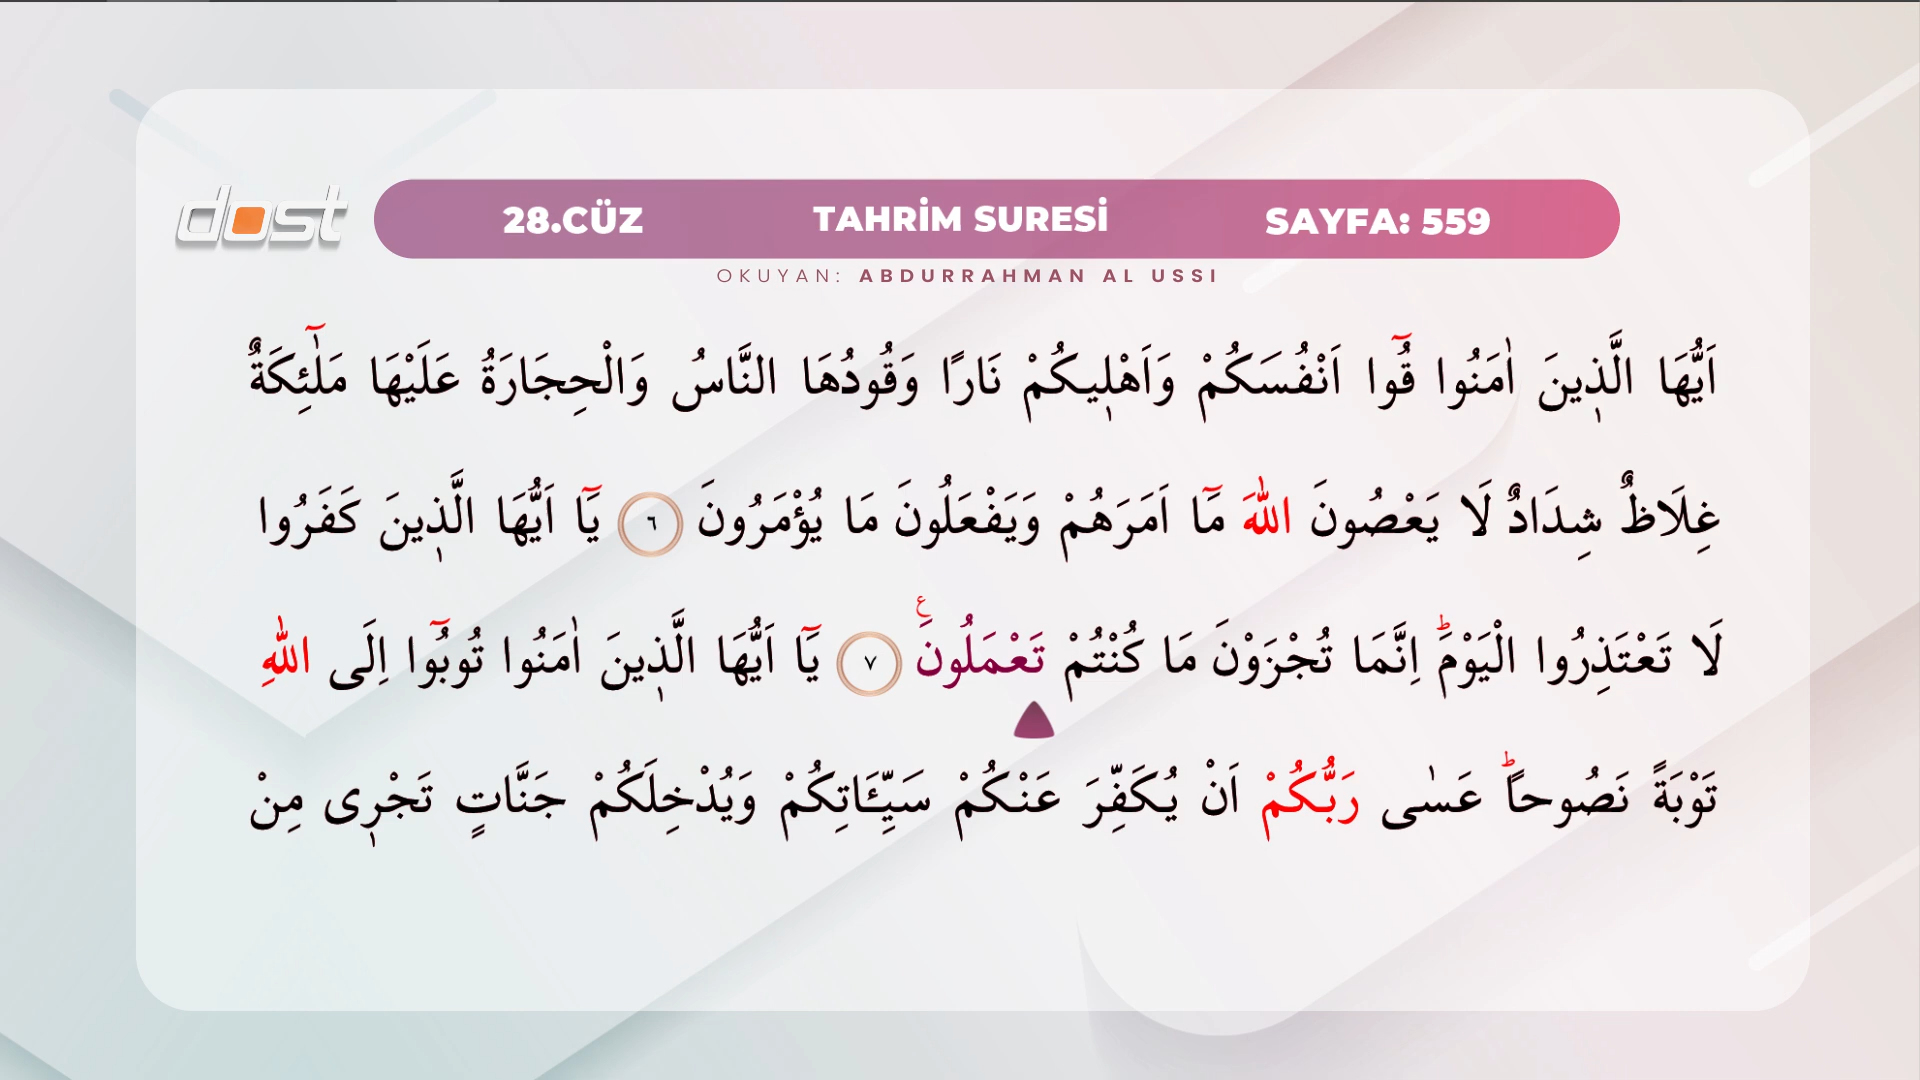 dost
28.CÜZ TAHRİM SURESİ SAYFA: 559
OKUYAN: ABDURRAHMAN AL USSI
اَيُّهَا الَّذ۪ينَ اٰمَنُوا قُٓوا اَنْفُسَكُمْ وَاَهْل۪يكُمْ نَارًا وَقُودُهَا النَّاسُ وَالْحِجَارَةُ عَلَيْهَا مَلٰٓئِكَةٌ
غِلَاظٌ شِدَادٌ لَا يَعْصُونَ اللّٰهَ مَٓا اَمَرَهُمْ وَيَفْعَلُونَ مَا يُؤْمَرُونَ ٦ يَٓا اَيُّهَا الَّذ۪ينَ كَفَرُوا
لَا تَعْتَذِرُوا الْيَوْمَۜ اِنَّمَا تُجْزَوْنَ مَا كُنْتُمْ تَعْمَلُونَ۟ ع ٧ يَٓا اَيُّهَا الَّذ۪ينَ اٰمَنُوا تُوبُٓوا اِلَى اللّٰهِ
تَوْبَةً نَصُوحاًۜ عَسٰى رَبُّكُمْ اَنْ يُكَفِّرَ عَنْكُمْ سَيِّـَٔاتِكُمْ وَيُدْخِلَكُمْ جَنَّاتٍ تَجْر۪ى مِنْ